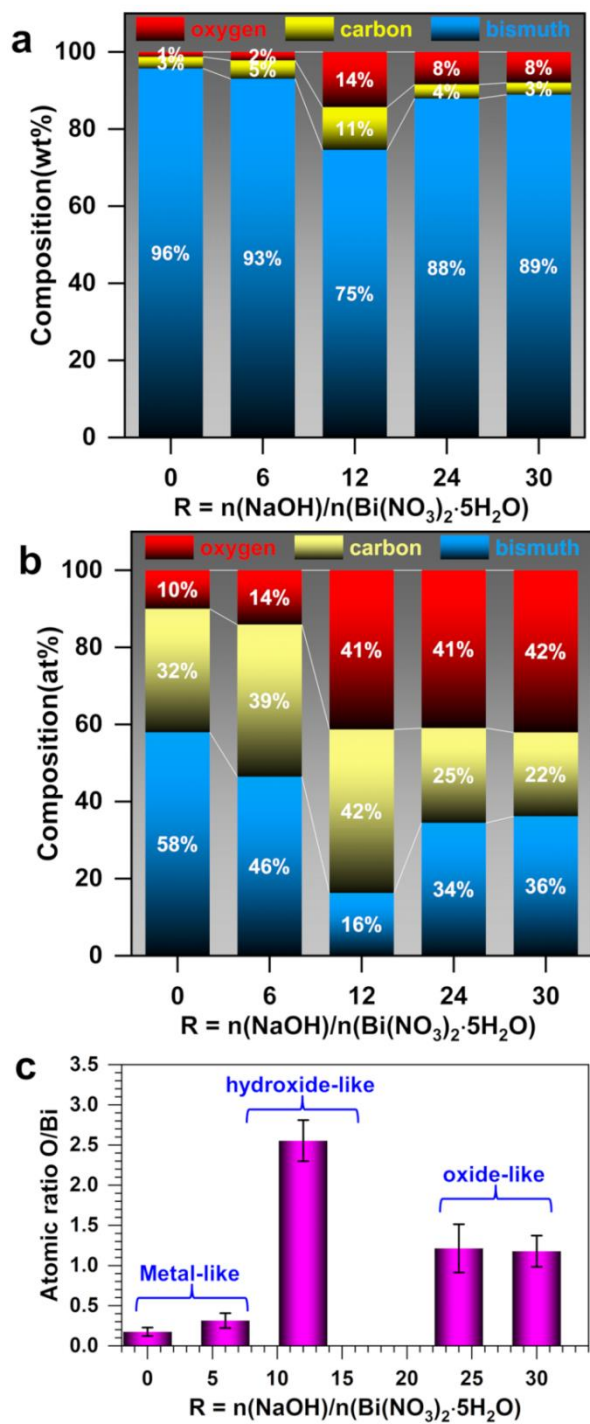 a
oxygen carbon bismuth
Composition(wt%)
100
80
60
40
20
0
1% 2% 14% 8% 8%
3% 5% 11% 4% 3%
96% 93% 75% 88% 89%
0 6 12 24 30
R = n(NaOH)/n(Bi(NO₃)₂·5H₂O)
b
oxygen carbon bismuth
Composition(at%)
100
80
60
40
20
0
10% 14% 41% 41% 42%
32% 39% 42% 25% 22%
58% 46% 16% 34% 36%
0 6 12 24 30
R = n(NaOH)/n(Bi(NO₃)₂·5H₂O)
c
Atomic ratio O/Bi
3.5
3.0
2.5
2.0
1.5
1.0
0.5
0.0
hydroxide-like
oxide-like
Metal-like
0 5 10 15 20 25 30
R = n(NaOH)/n(Bi(NO₃)₂·5H₂O)